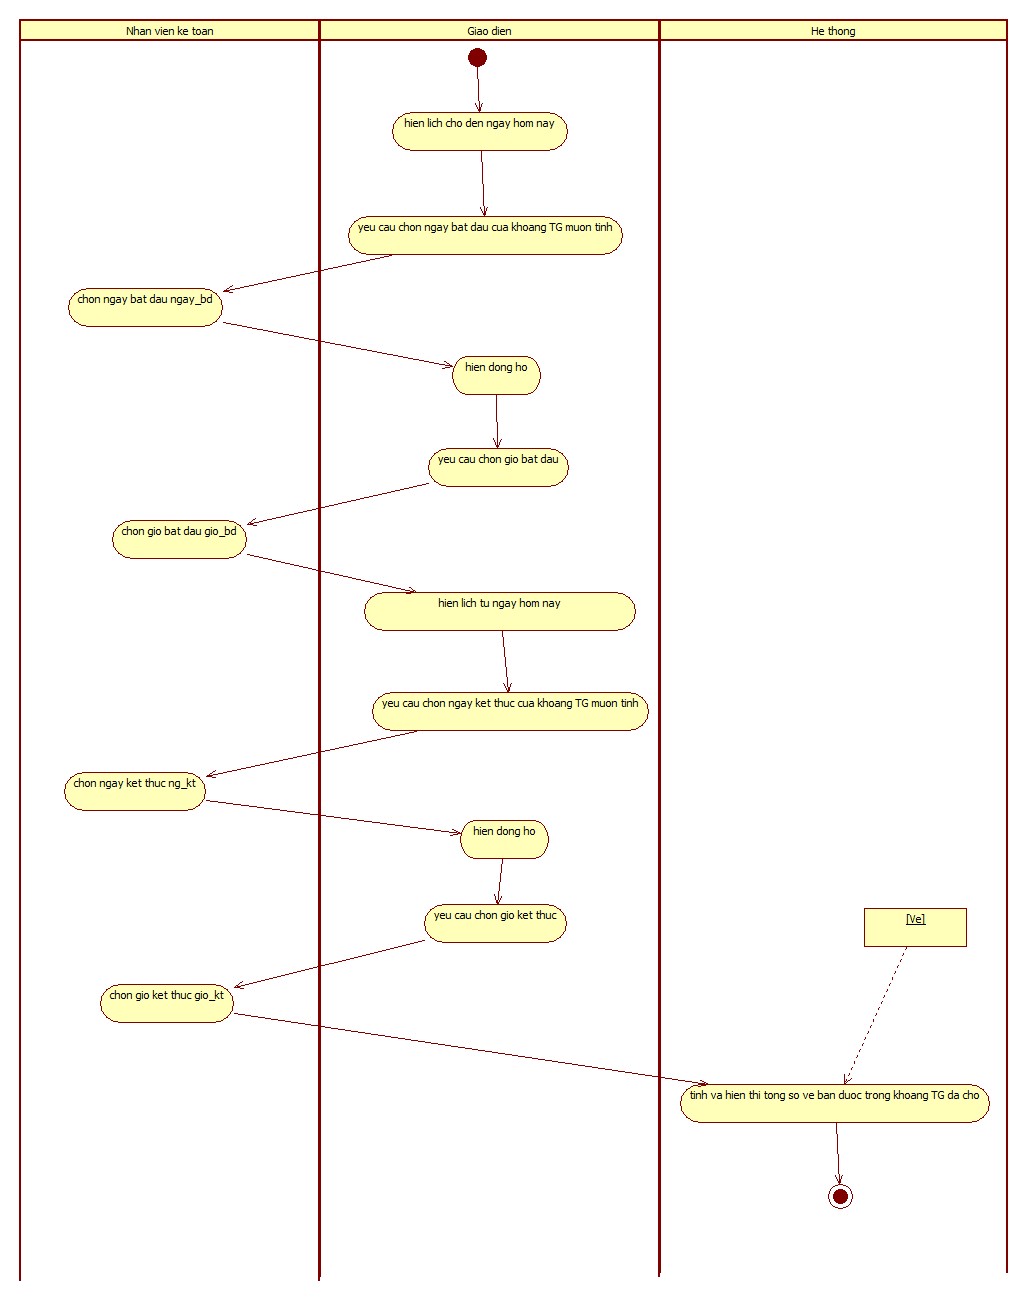 Nhan vien ke toan
Giao dien
He thong
hien lich cho den ngay hom nay
yeu cau chon ngay bat dau cua khoang TG muon tinh
chon ngay bat dau ngay_bd
hien dong ho
yeu cau chon gio bat dau
chon gio bat dau gio_bd
hien lich tu ngay hom nay
yeu cau chon ngay ket thuc cua khoang TG muon tinh
chon ngay ket thuc ng_kt
hien dong ho
yeu cau chon gio ket thuc
[Ve]
chon gio ket thuc gio_kt
tinh va hien thi tong so ve ban duoc trong khoang TG da cho